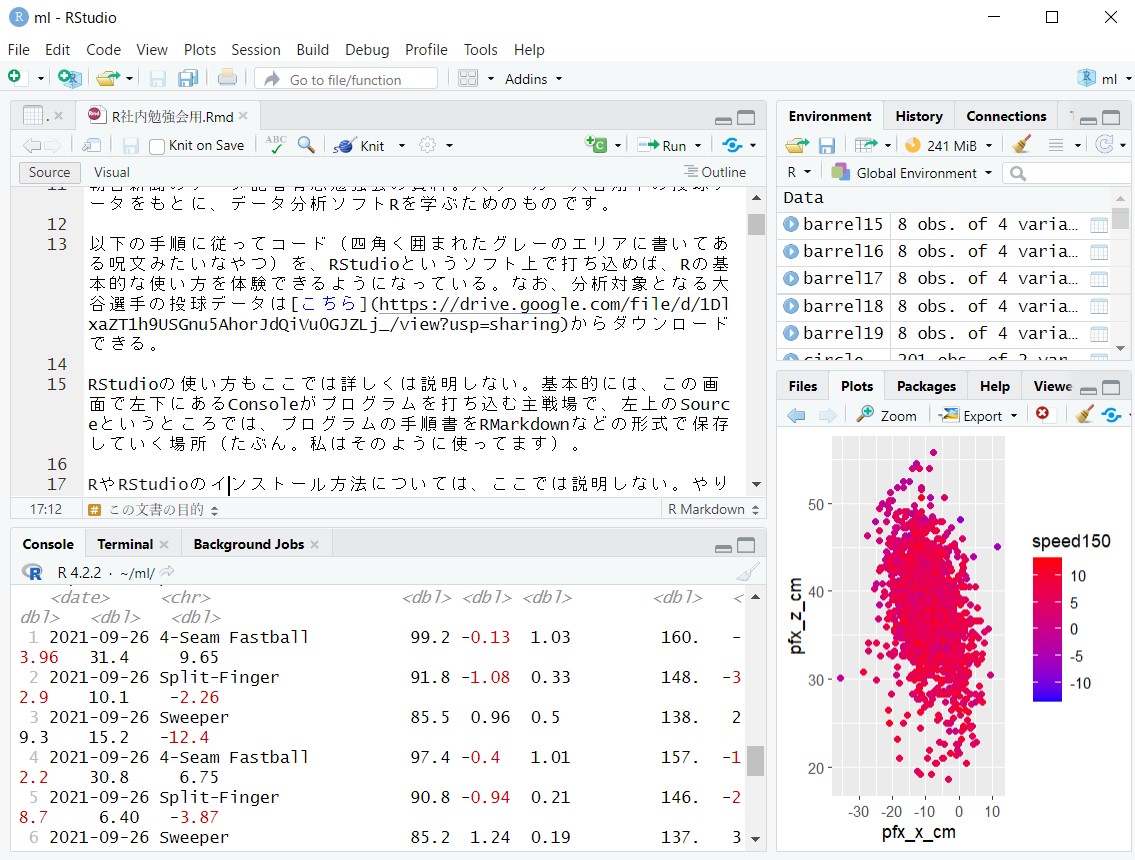 ml - RStudio
File Edit Code View Plots Session Build Debug Profile Tools Help
Go to file/function
Addins
ml
R社内勉強会用.Rmd
Knit on Save
ABC
Knit
Run
Source
Visual
Outline
ータをもとに、データ分析ソフトRを学ぶためのものです。
12
13 以下の手順に従ってコード（四角く囲まれたグレーのエリアに書いてあ
る呪文みたいなやつ）を、RStudioというソフト上で打ち込めば、Rの基
本的な使い方を体験できるようになっている。なお、分析対象となる大
谷選手の投球データは[こちら](https://drive.google.com/file/d/1Dl
xaZT1h9USGnu5AhorJdQiVu0GJZLj_/view?usp=sharing)からダウンロード
できる。
14
15 RStudioの使い方もここでは詳しくは説明しない。基本的には、この画
面で左下にあるConsoleがプログラムを打ち込む主戦場で、左上のSourc
eというところでは、プログラムの手順書をRMarkdownなどの形式で保存
していく場所（たぶん。私はそのように使ってます）。
16
17 RやRStudioのインストール方法については、ここでは説明しない。やり
17:12
# この文書の目的
R Markdown
Console
Terminal
Background Jobs
R 4.2.2 · ~/ml/
<date> <chr> <dbl> <dbl> <dbl> <dbl> <
dbl> <dbl> <dbl>
1 2021-09-26 4-Seam Fastball 99.2 -0.13 1.03 160. -
3.96 31.4 9.65
2 2021-09-26 Split-Finger 91.8 -1.08 0.33 148. -3
2.9 10.1 -2.26
3 2021-09-26 Sweeper 85.5 0.96 0.5 138. 2
9.3 15.2 -12.4
4 2021-09-26 4-Seam Fastball 97.4 -0.4 1.01 157. -1
2.2 30.8 6.75
5 2021-09-26 Split-Finger 90.8 -0.94 0.21 146. -2
8.7 6.40 -3.87
6 2021-09-26 Sweeper 85.2 1.24 0.19 137. 3
Environment
History
Connections
241 MiB
R
Global Environment
Data
barrel15 8 obs. of 4 varia…
barrel16 8 obs. of 4 varia…
barrel17 8 obs. of 4 varia…
barrel18 8 obs. of 4 varia…
barrel19 8 obs. of 4 varia…
circle 201 obs. of 2 var…
Files
Plots
Packages
Help
Viewe
Zoom
Export
50
40
30
20
-30 -20 -10 0 10
pfx_x_cm
pfx_z_cm
speed150
10
5
0
-5
-10